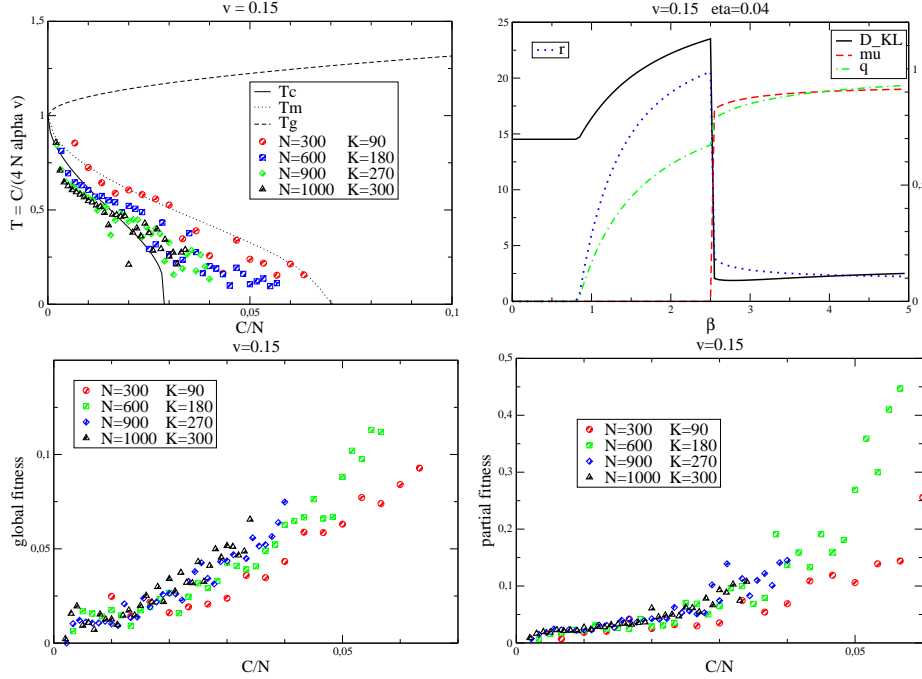 v = 0.15
T = C/(4 N alpha v)
1,5
1
0,5
0
Tc
Tm
Tg
N=300 K=90
N=600 K=180
N=900 K=270
N=1000 K=300
0 0,05 0,1
C/N
v=0.15 eta=0.04
25
20
15
10
5
0
r
D_KL
mu
q
1
0,5
0
0 1 2 3 4 5
β
v=0.15
global fitness
0,1
0,05
0
N=300 K=90
N=600 K=180
N=900 K=270
N=1000 K=300
0 0,05
C/N
v=0.15
partial fitness
0,5
0,4
0,3
0,2
0,1
0
N=300 K=90
N=600 K=180
N=900 K=270
N=1000 K=300
0 0,05
C/N